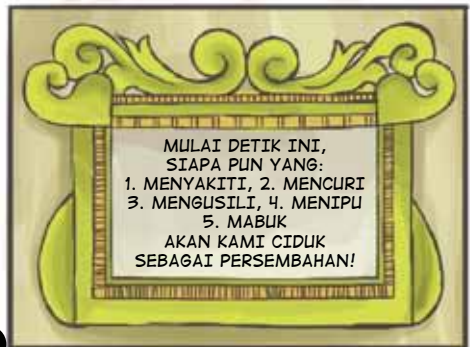 MULAI DETIK INI,
SIAPA PUN YANG:
1. MENYAKITI, 2. MENCURI
3. MENGUSILI, 4. MENIPU
5. MABUK
AKAN KAMI CIDUK
SEBAGAI PERSEMBAHAN!